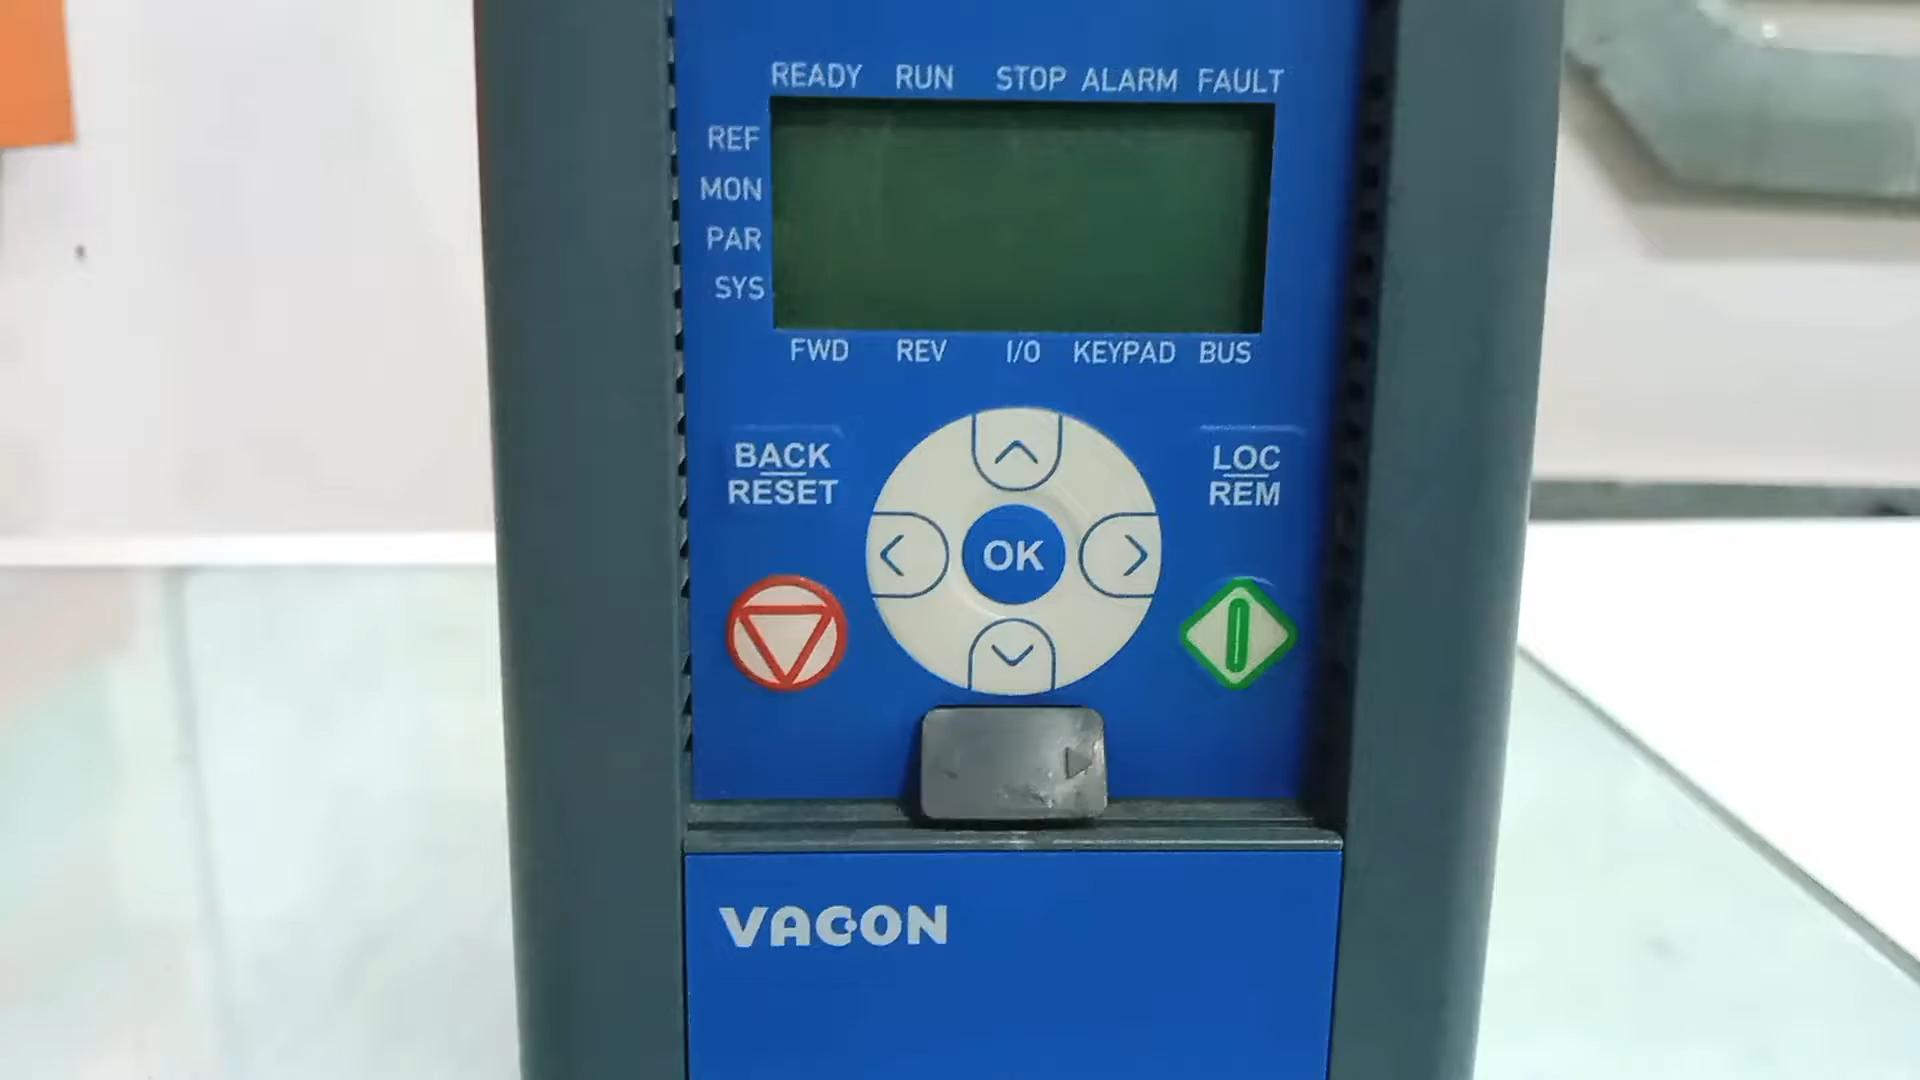 READY RUN STOP ALARM FAULT
REF
MON
PAR
SYS
FWD REV I/O KEYPAD BUS
BACK
RESET
LOC
REM
OK
VACON